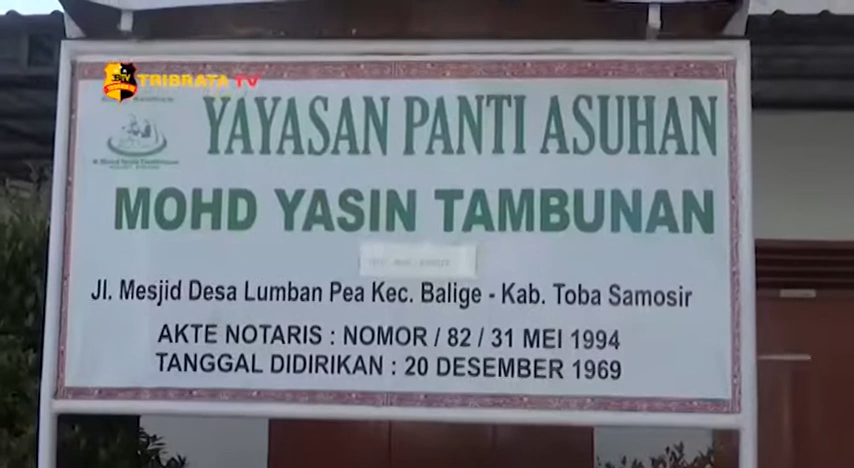 TRIBRATA TV
YAYASAN PANTI ASUHAN
MOHD YASIN TAMBUNAN
Jl. Mesjid Desa Lumban Pea Kec. Balige - Kab. Toba Samosir
AKTE NOTARIS : NOMOR / 82 / 31 MEI 1994
TANGGAL DIDIRIKAN : 20 DESEMBER 1969